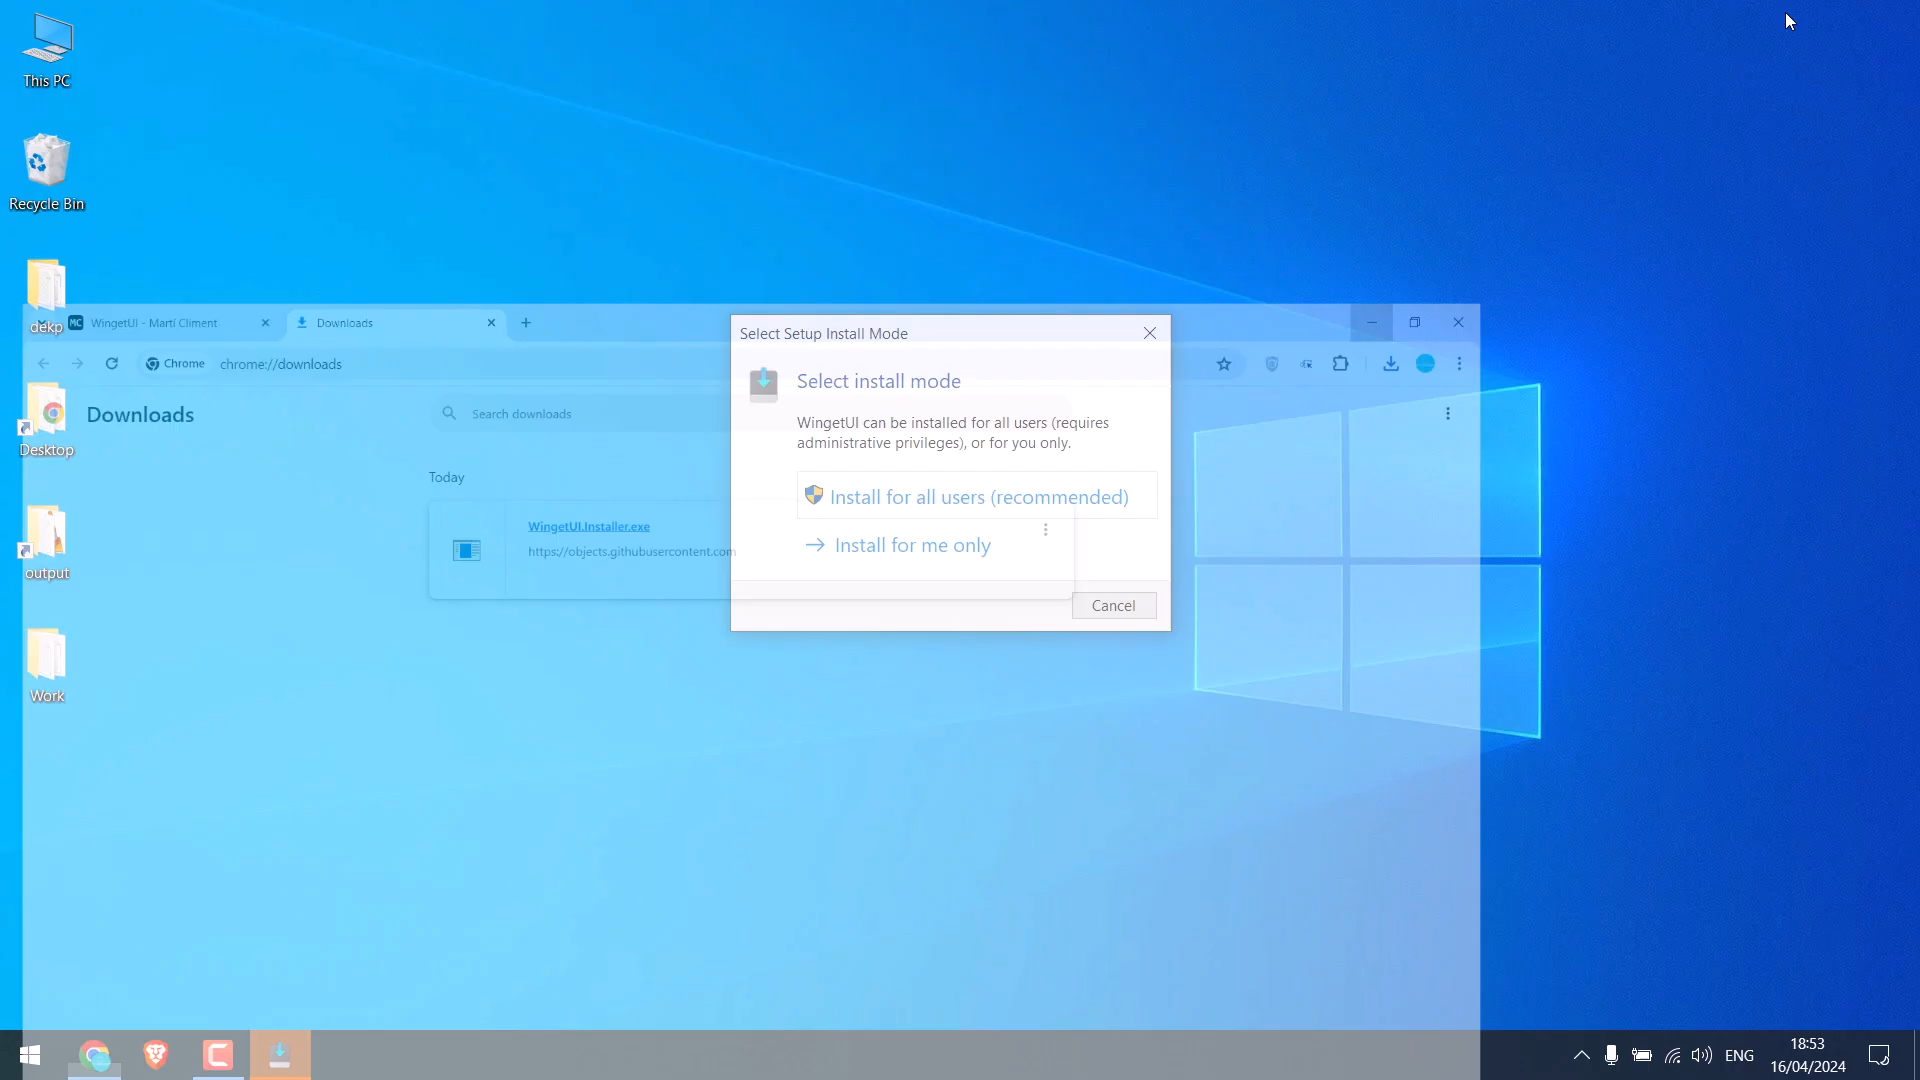 This PC
Recycle Bin
dekp
Desktop
output
Work
MC WingetUI - Martí Climent
Downloads
Chrome
chrome://downloads
Downloads
Search downloads
Today
WingetUI.Installer.exe
https://objects.githubusercontent.com
Select Setup Install Mode
Select install mode
WingetUI can be installed for all users (requires
administrative privileges), or for you only.
Install for all users (recommended)
Install for me only
Cancel
ENG
18:53
16/04/2024